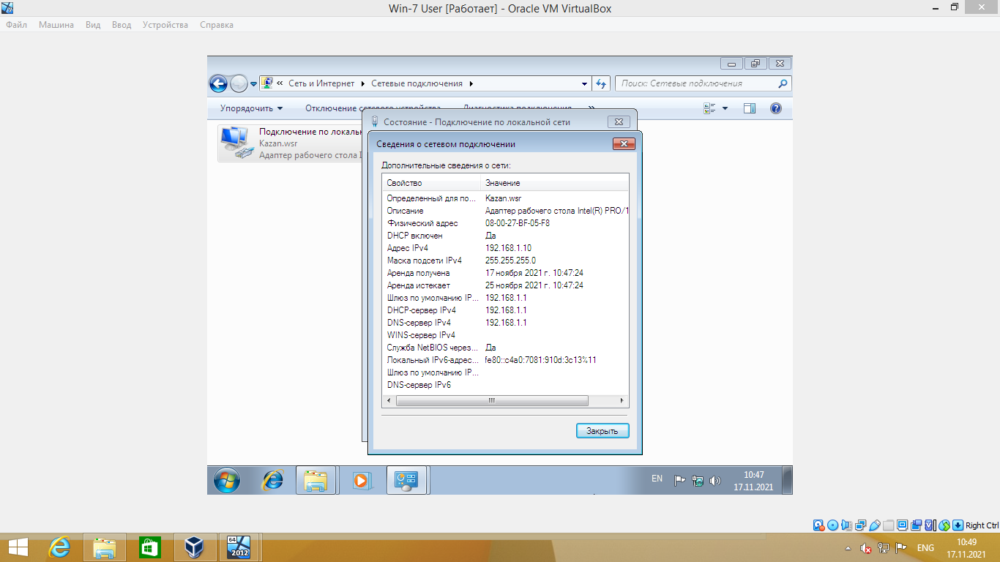 Win-7 User [Работает] - Oracle VM VirtualBox
Файл Машина Вид Ввод Устройства Справка
« Сеть и Интернет Сетевые подключения
Поиск: Сетевые подключения
Упорядочить Отключение сетевого устройства Диагностика подключения »
Состояние - Подключение по локальной сети
Подключение по локальн
Kazan.wsr
Адаптер рабочего стола I
Сведения о сетевом подключении
Дополнительные сведения о сети:
Свойство Значение
Определенный для по... Kazan.wsr
Описание Адаптер рабочего стола Intel(R) PRO/1
Физический адрес 08-00-27-BF-05-F8
DHCP включен Да
Адрес IPv4 192.168.1.10
Маска подсети IPv4 255.255.255.0
Аренда получена 17 ноября 2021 г. 10:47:24
Аренда истекает 25 ноября 2021 г. 10:47:24
Шлюз по умолчанию IP... 192.168.1.1
DHCP-сервер IPv4 192.168.1.1
DNS-сервер IPv4 192.168.1.1
WINS-сервер IPv4
Служба NetBIOS через... Да
Локальный IPv6-адрес... fe80::c4a0:7081:910d:3c13%11
Шлюз по умолчанию IP...
DNS-сервер IPv6
Закрыть
EN
10:47
17.11.2021
Right Ctrl
64
2012
ENG
10:49
17.11.2021